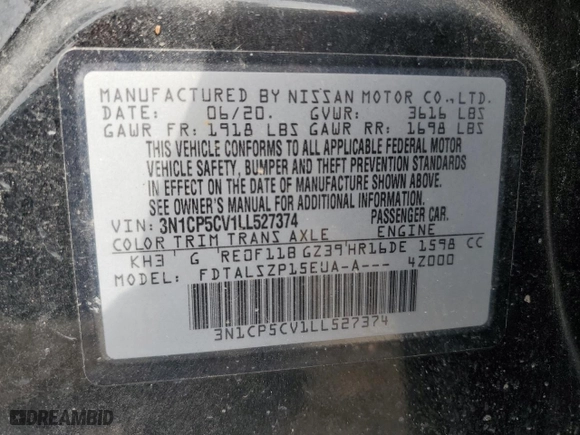 MANUFACTURED BY NISSAN MOTOR CO.,LTD.
DATE: 06/20. GVWR: 3616 LBS
GAWR FR: 1918 LBS GAWR RR: 1698 LBS
THIS VEHICLE CONFORMS TO ALL APPLICABLE FEDERAL MOTOR
VEHICLE SAFETY, BUMPER AND THEFT PREVENTION STANDARDS
IN EFFECT ON THE DATE OF MANUFACTURE SHOWN ABOVE.
SEE OWNER'S MANUAL FOR ADDITIONAL INFORMATION.
VIN: 3N1CP5CV1LL527374 PASSENGER CAR.
COLOR TRIM TRANS AXLE ENGINE
KH3 G RE0F11B GZ39 HR16DE 1598 CC
MODEL: FDTALSZP15EUA-A--- 4Z000
3N1CP5CV1LL527374
DREAMBID